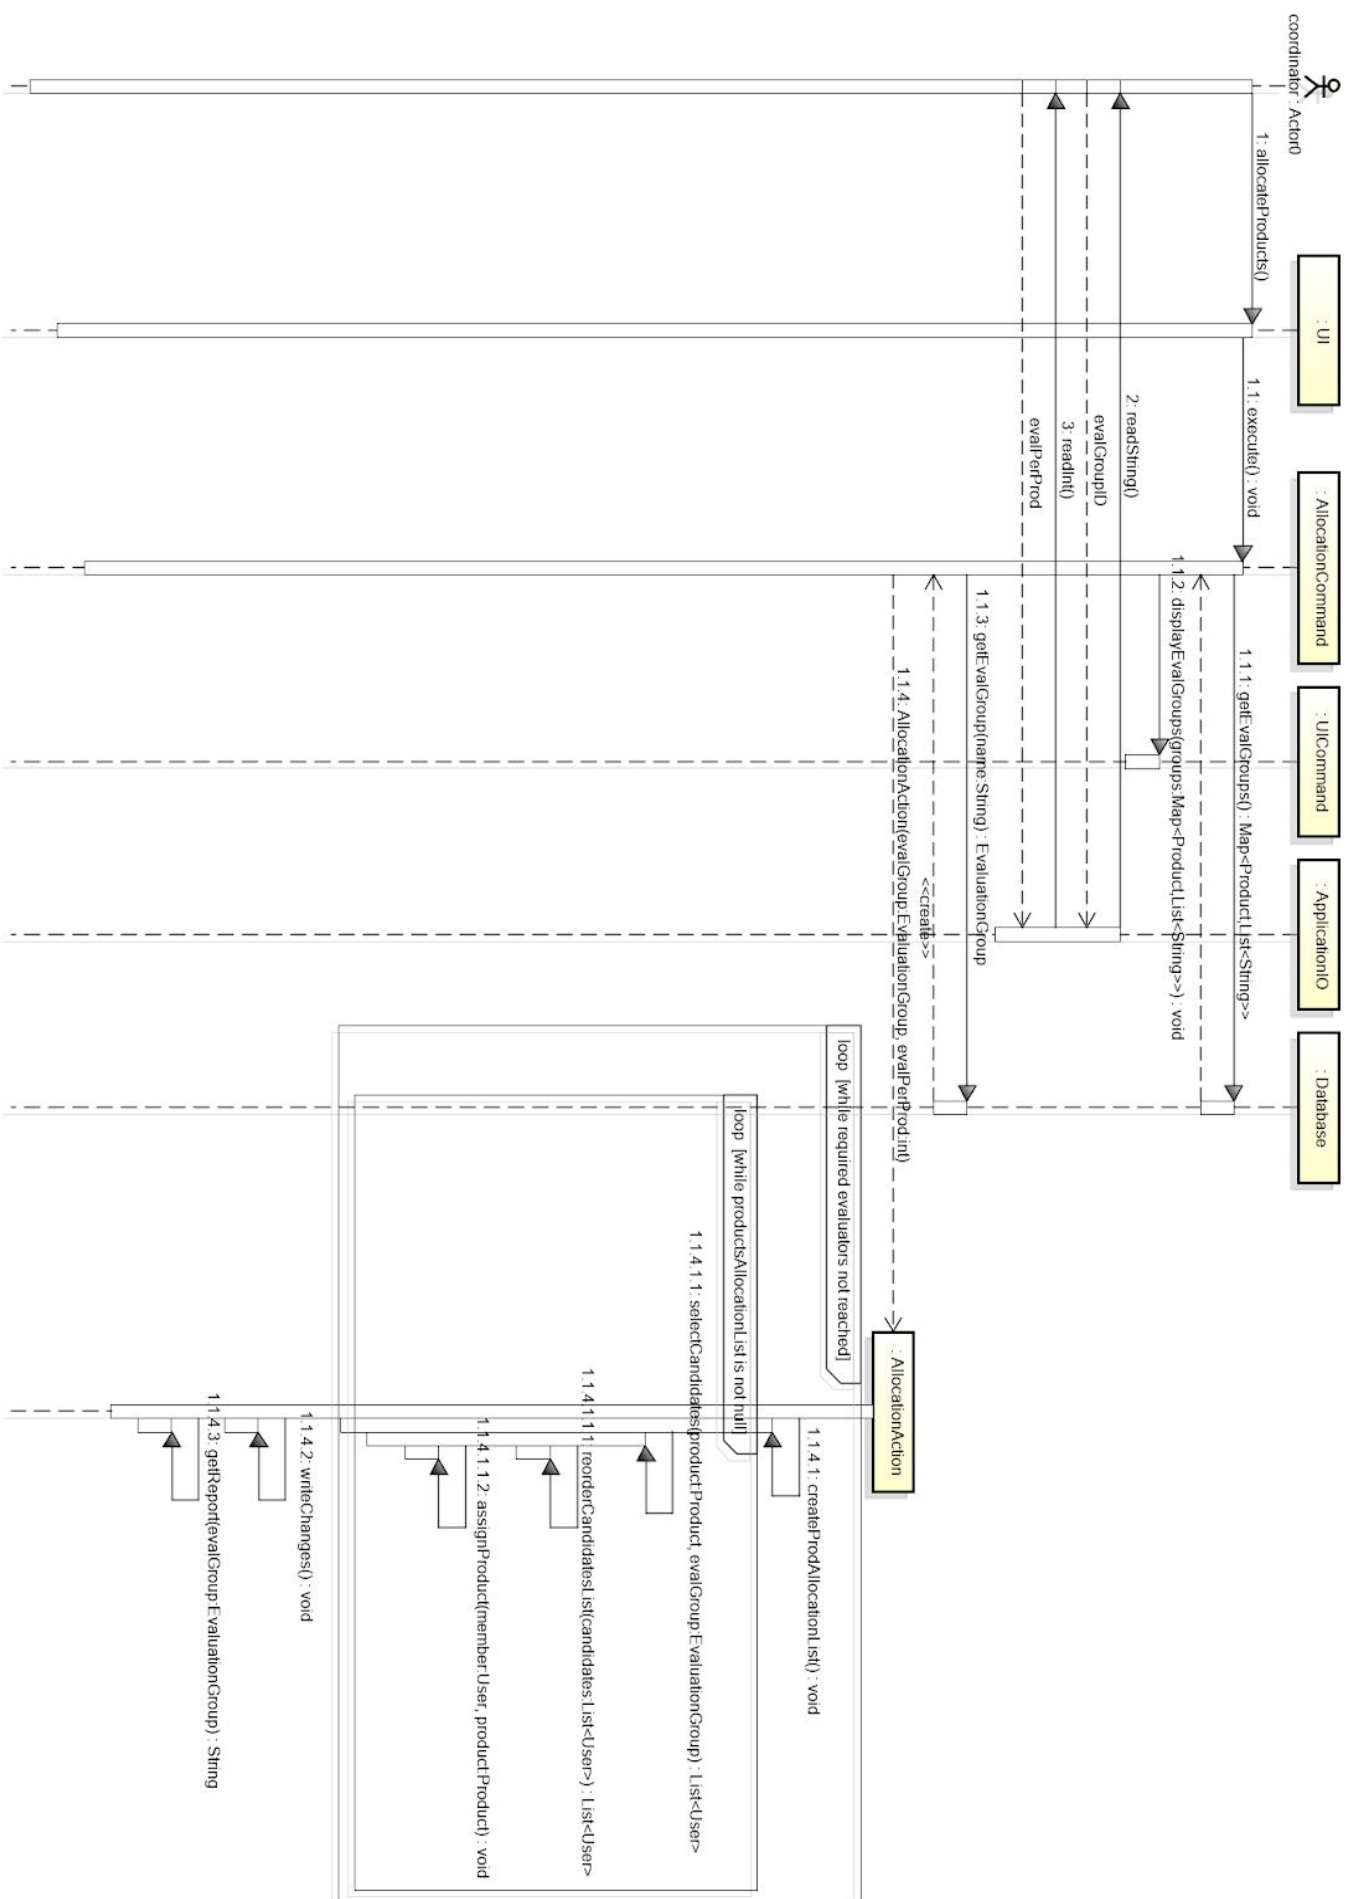 coordinator : Actor0
: UI
: AllocationCommand
: UICommand
: ApplicationIO
: Database
1: allocateProducts()
1.1: execute() : void
1.1.1: getEvalGroups() : Map<Product,List<String>>
1.1.2: displayEvalGroups(groups:Map<Product,List<String>>) : void
2: readString()
evalGroupID
3: readInt()
evalPerProd
1.1.3: getEvalGroup(name:String) : EvaluationGroup
<<create>>
1.1.4: AllocationAction(evalGroup:EvaluationGroup, evalPerProd:int)
: AllocationAction
loop [while required evaluators not reached]
1.1.4.1: createProdAllocationList() : void
loop [while productsAllocationList is not null]
1.1.4.1.1: selectCandidates(product:Product, evalGroup:EvaluationGroup) : List<User>
1.1.4.1.1.1: reorderCandidatesList(candidates:List<User>) : List<User>
1.1.4.1.1.2: assignProduct(member:User, product:Product) : void
1.1.4.2: writeChanges() : void
1.1.4.3: getReport(evalGroup:EvaluationGroup) : String